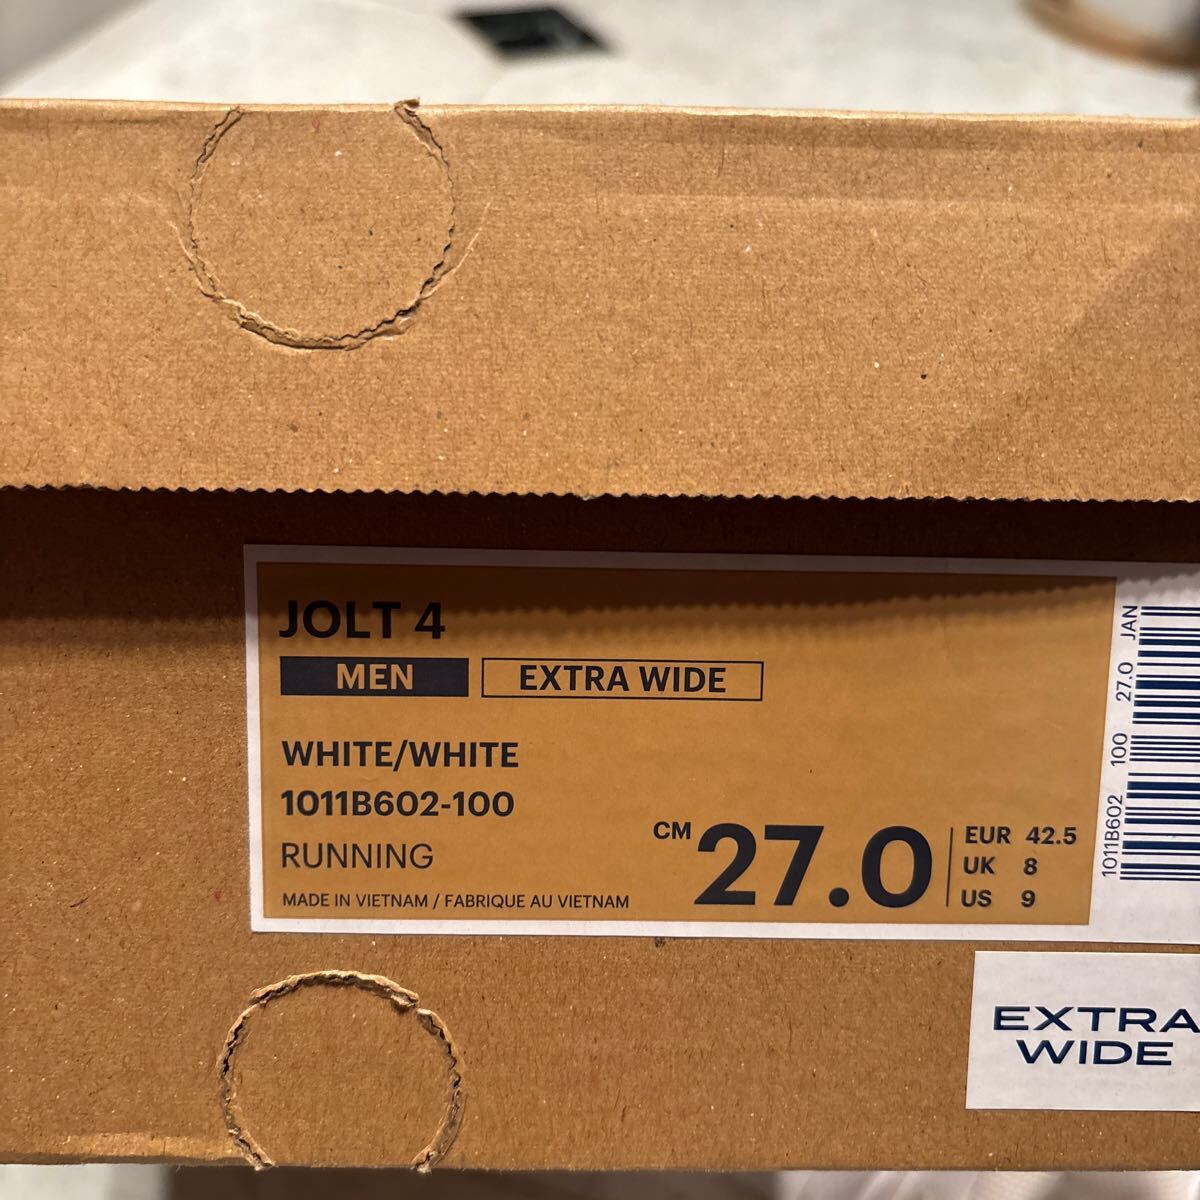 JOLT 4
MEN EXTRA WIDE
WHITE/WHITE
1011B602-100
RUNNING
MADE IN VIETNAM / FABRIQUE AU VIETNAM
CM 27.0
EUR 42.5
UK 8
US 9
1011B602 100 27.0 JAN
EXTRA
WIDE